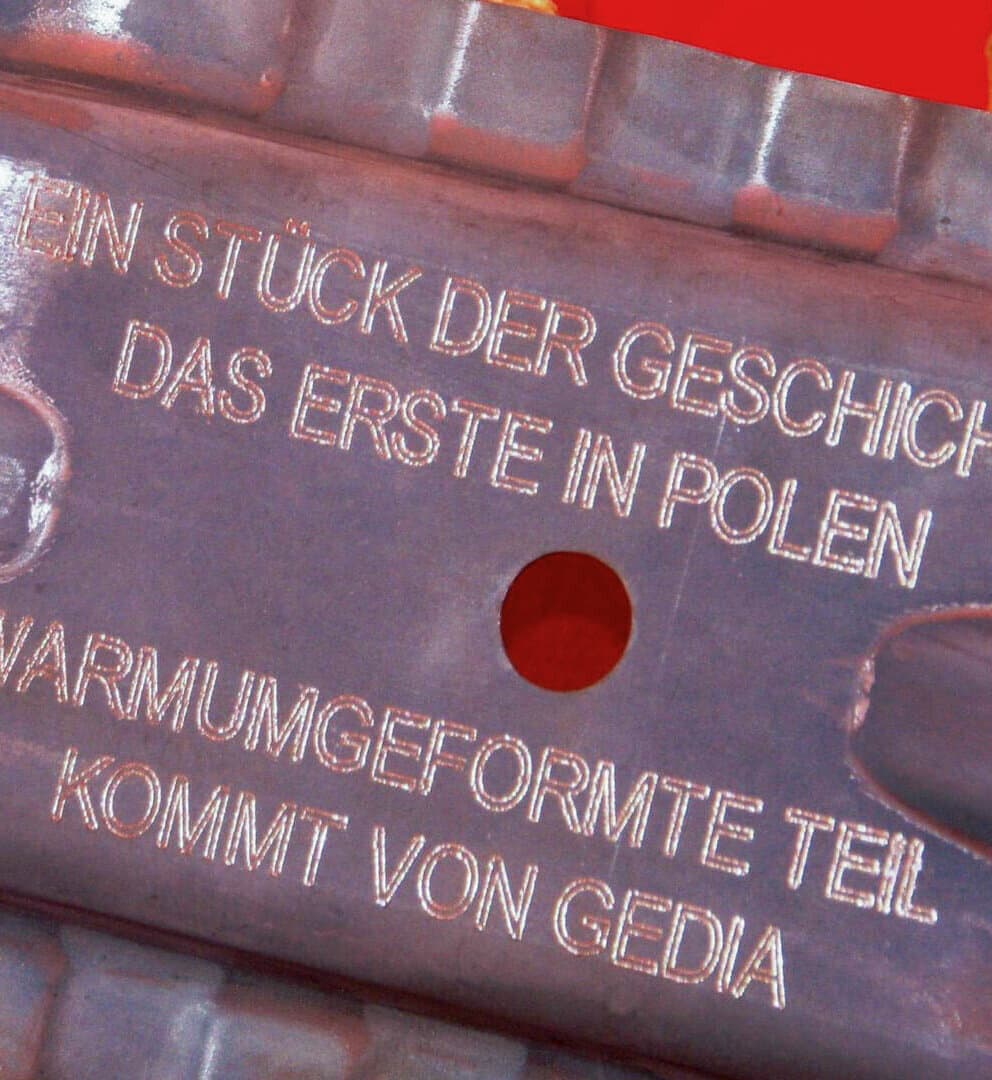 EIN STÜCK DER GESCHICH
DAS ERSTE IN POLEN
WARMUMGEFORMTE TEIL
KOMMT VON GEDIA